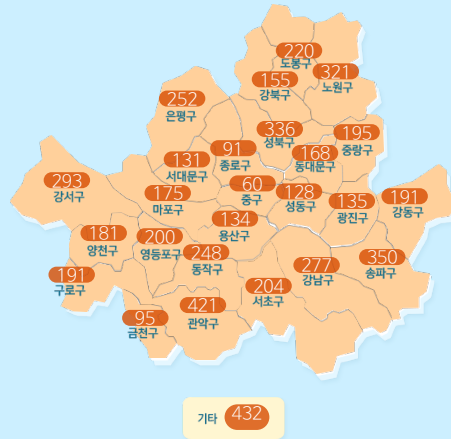 220
도봉구
321
노원구
155
강북구
252
은평구
336
성북구
195
중랑구
91
종로구
168
동대문구
131
서대문구
293
강서구
175
마포구
60
중구
128
성동구
135
광진구
191
강동구
134
용산구
181
양천구
200
영등포구
248
동작구
350
송파구
277
강남구
191
구로구
204
서초구
421
관악구
95
금천구
기타 432